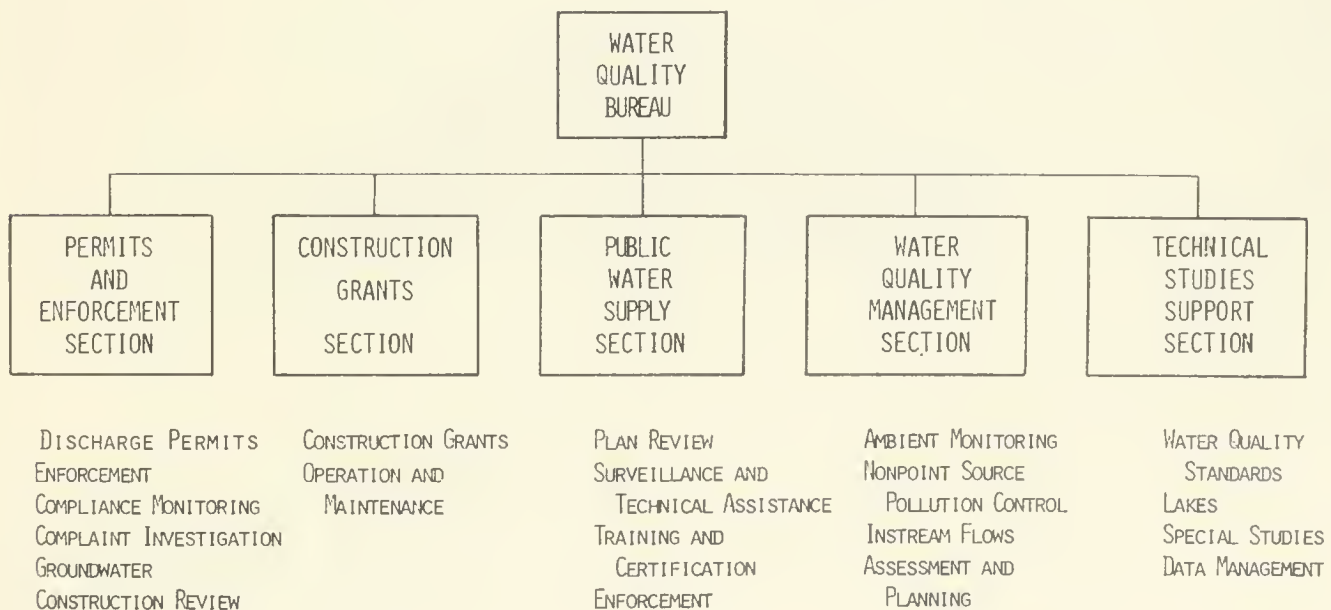 WATER
QUALITY
BUREAU
PERMITS
AND
ENFORCEMENT
SECTION
CONSTRUCTION
GRANTS
SECTION
PUBLIC
WATER
SUPPLY
SECTION
WATER
QUALITY
MANAGEMENT
SECTION
TECHNICAL
STUDIES
SUPPORT
SECTION
DISCHARGE PERMITS
ENFORCEMENT
COMPLIANCE MONITORING
COMPLAINT INVESTIGATION
GROUNDWATER
CONSTRUCTION REVIEW
CONSTRUCTION GRANTS
OPERATION AND
MAINTENANCE
PLAN REVIEW
SURVEILLANCE AND
TECHNICAL ASSISTANCE
TRAINING AND
CERTIFICATION
ENFORCEMENT
AMBIENT MONITORING
NONPOINT SOURCE
POLLUTION CONTROL
INSTREAM FLOWS
ASSESSMENT AND
PLANNING
WATER QUALITY
STANDARDS
LAKES
SPECIAL STUDIES
DATA MANAGEMENT